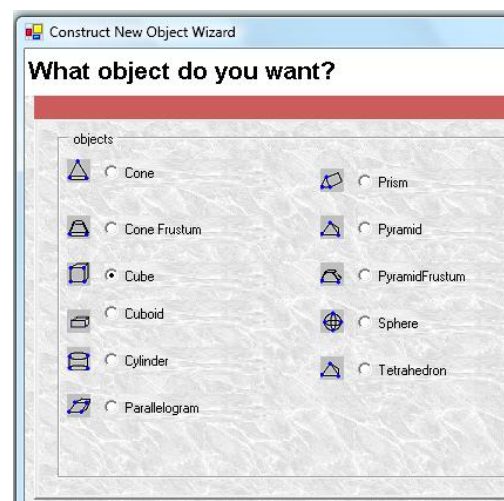 Construct New Object Wizard
What object do you want?
objects
Cone
Cone Frustum
Cube
Cuboid
Cylinder
Parallelogram
Prism
Pyramid
PyramidFrustum
Sphere
Tetrahedron